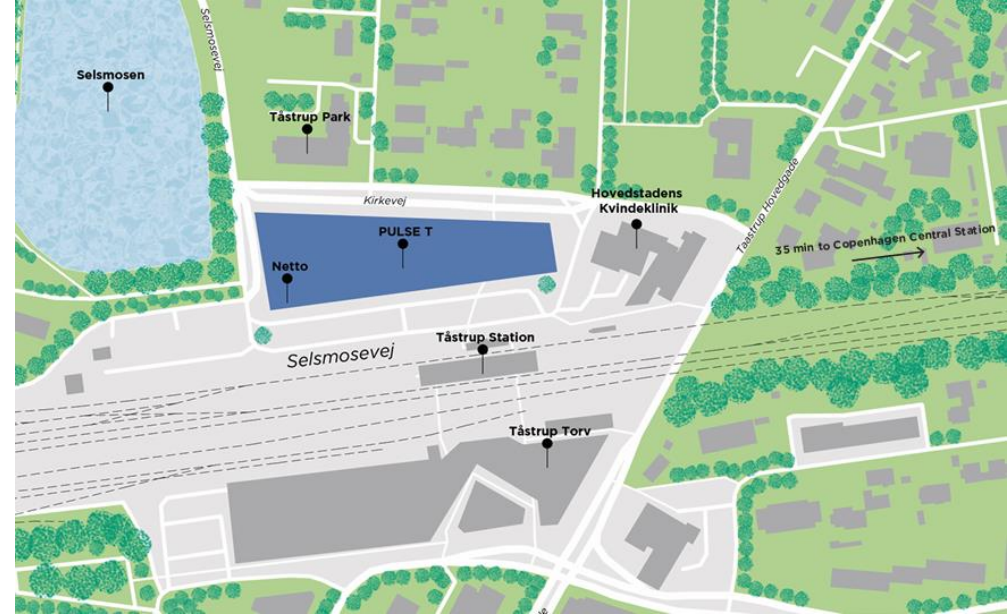 Selsmosevej
Selsmosen
Tåstrup Park
Kirkevej
Hovedstadens
Kvindeklinik
Taastrup Hovedgade
PULSE T
35 min to Copenhagen Central Station
Netto
Tåstrup Station
Selsmosevej
Tåstrup Torv